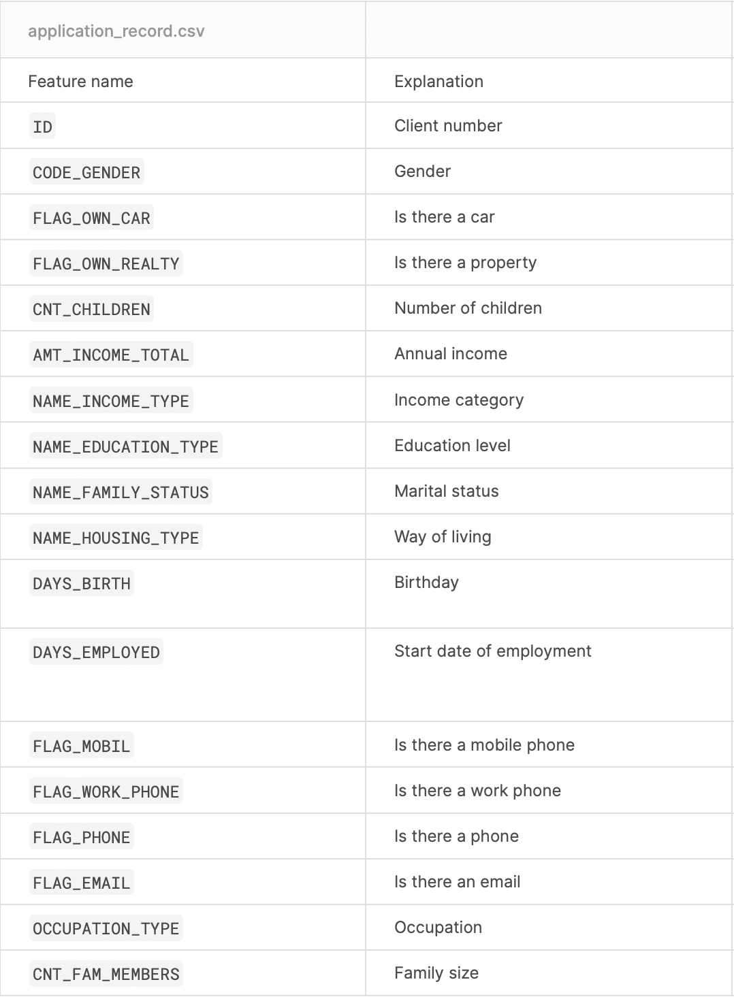 application_record.csv
Feature name Explanation
ID Client number
CODE_GENDER Gender
FLAG_OWN_CAR Is there a car
FLAG_OWN_REALTY Is there a property
CNT_CHILDREN Number of children
AMT_INCOME_TOTAL Annual income
NAME_INCOME_TYPE Income category
NAME_EDUCATION_TYPE Education level
NAME_FAMILY_STATUS Marital status
NAME_HOUSING_TYPE Way of living
DAYS_BIRTH Birthday
DAYS_EMPLOYED Start date of employment
FLAG_MOBIL Is there a mobile phone
FLAG_WORK_PHONE Is there a work phone
FLAG_PHONE Is there a phone
FLAG_EMAIL Is there an email
OCCUPATION_TYPE Occupation
CNT_FAM_MEMBERS Family size